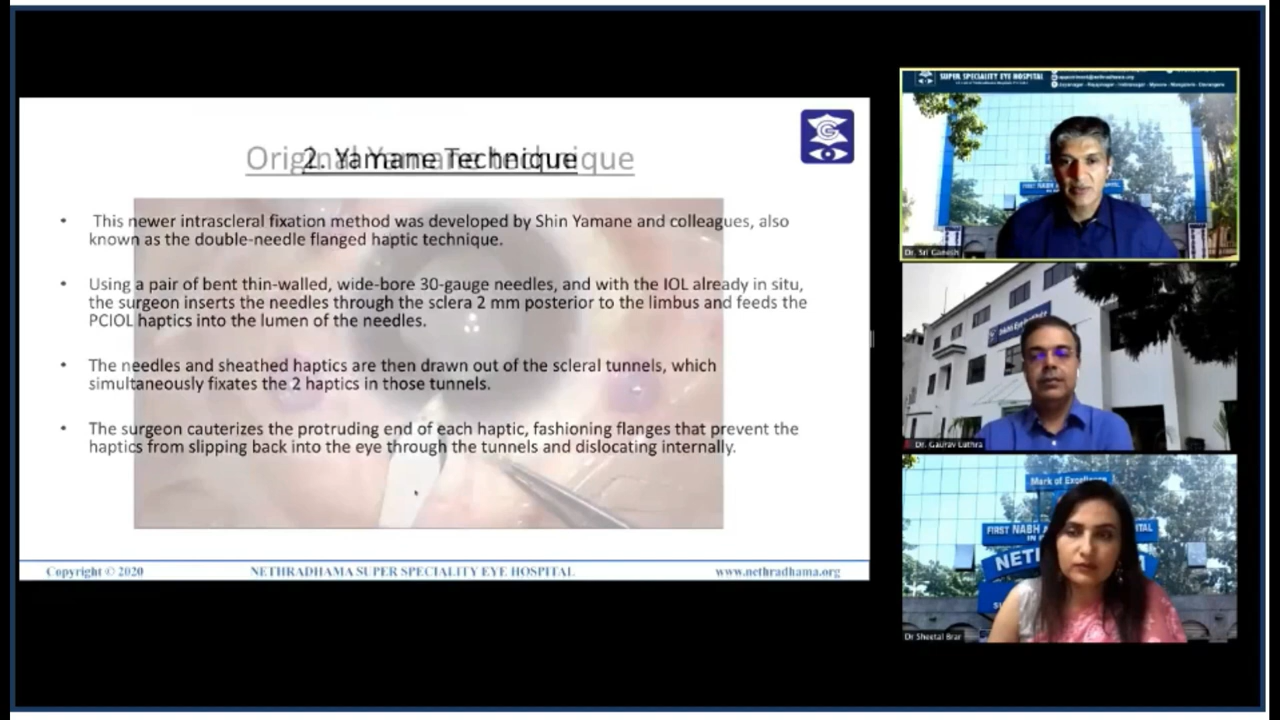 Original Yamane technique
2. Yamane Technique
• This newer intrascleral fixation method was developed by Shin Yamane and colleagues, also
known as the double-needle flanged haptic technique.
• Using a pair of bent thin-walled, wide-bore 30-gauge needles, and with the IOL already in situ,
the surgeon inserts the needles through the sclera 2 mm posterior to the limbus and feeds the
PCIOL haptics into the lumen of the needles.
• The needles and sheathed haptics are then drawn out of the scleral tunnels, which
simultaneously fixates the 2 haptics in those tunnels.
• The surgeon cauterizes the protruding end of each haptic, fashioning flanges that prevent the
haptics from slipping back into the eye through the tunnels and dislocating internally.
Copyright © 2020 NETHRADHAMA SUPER SPECIALITY EYE HOSPITAL www.nethradhama.org
SUPER SPECIALITY EYE HOSPITAL
FIRST NABH
Dr. Sri Ganesh
Dr. Gaurav Luthra
Mark of Excellence
FIRST NABH
NET
Dr Sheetal Brar